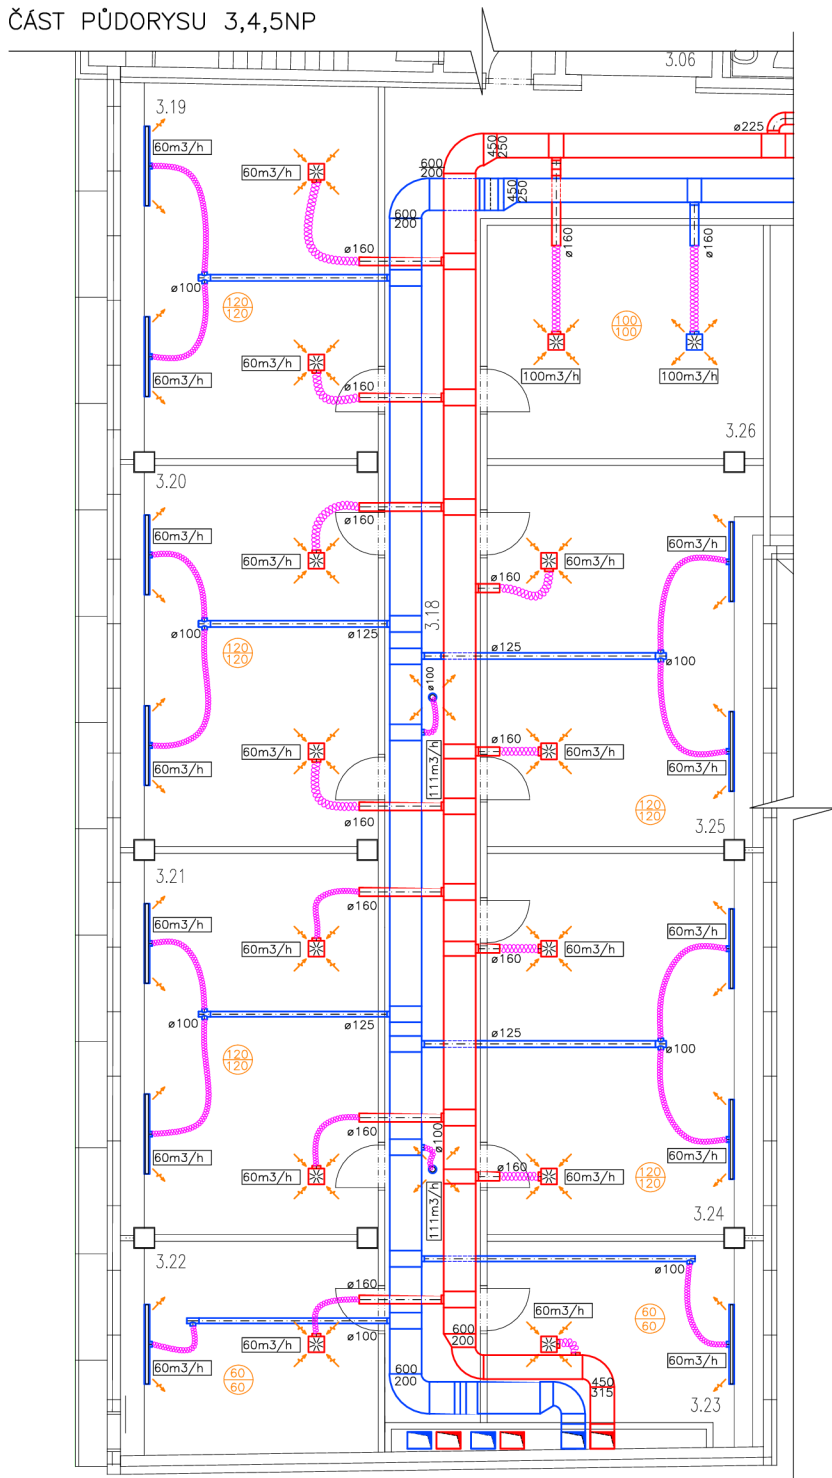 ČÁST PŮDORYSU 3,4,5NP
3.06
3.19
ø225
60m3/h
60m3/h
450
250
600
200
450
250
600
200
ø160
ø160
ø160
ø100
120
120
100
100
60m3/h
60m3/h
100m3/h
100m3/h
ø160
3.26
3.20
ø160
60m3/h
60m3/h
60m3/h
60m3/h
ø160
3.18
ø100
ø125
ø125
120
120
ø100
ø100
60m3/h
60m3/h
60m3/h
60m3/h
ø160
111m3/h
120
120
ø160
3.25
3.21
ø160
60m3/h
60m3/h
60m3/h
60m3/h
ø160
ø100
ø125
ø125
ø100
120
120
ø160
ø100
60m3/h
60m3/h
60m3/h
60m3/h
ø160
120
120
111m3/h
3.24
3.22
ø160
ø100
60m3/h
60
60
ø100
600
200
60m3/h
60m3/h
60m3/h
60
60
600
200
450
315
3.23